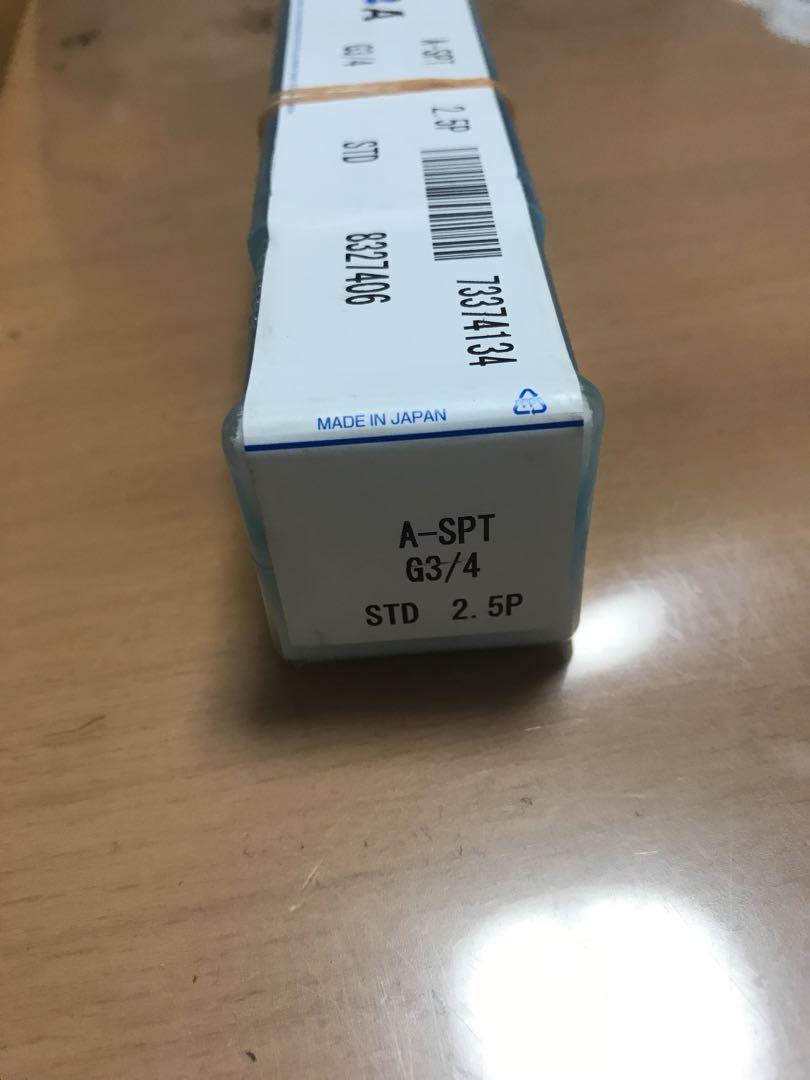 A
A-SPT
G3/4
2.5P
STD
8327406
73374134
MADE IN JAPAN
A-SPT
G3/4
STD 2.5P